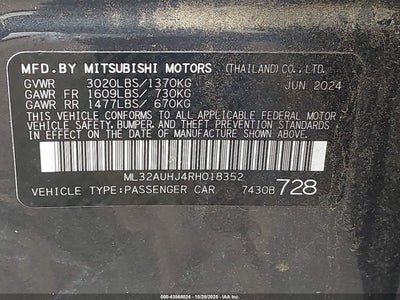 MFD.BY MITSUBISHI MOTORS (THAILAND) CO., LTD.
GVWR 3020LBS/1370KG JUN 2024
GAWR FR 1609LBS/ 730KG
GAWR RR 1477LBS/ 670KG
THIS VEHICLE CONFORMS TO ALL APPLICABLE FEDERAL
MOTOR VEHICLE SAFETY, BUMPER, AND THEFT PREVENTION
STANDARDS IN EFFECT ON THE DATE OF MANUFACTURE
SHOWN ABOVE.
ML32AUHJ4RH018352
VEHICLE TYPE:PASSENGER CAR 7430B 728
000-43568024 | 10/29/2025 | IAA, Inc